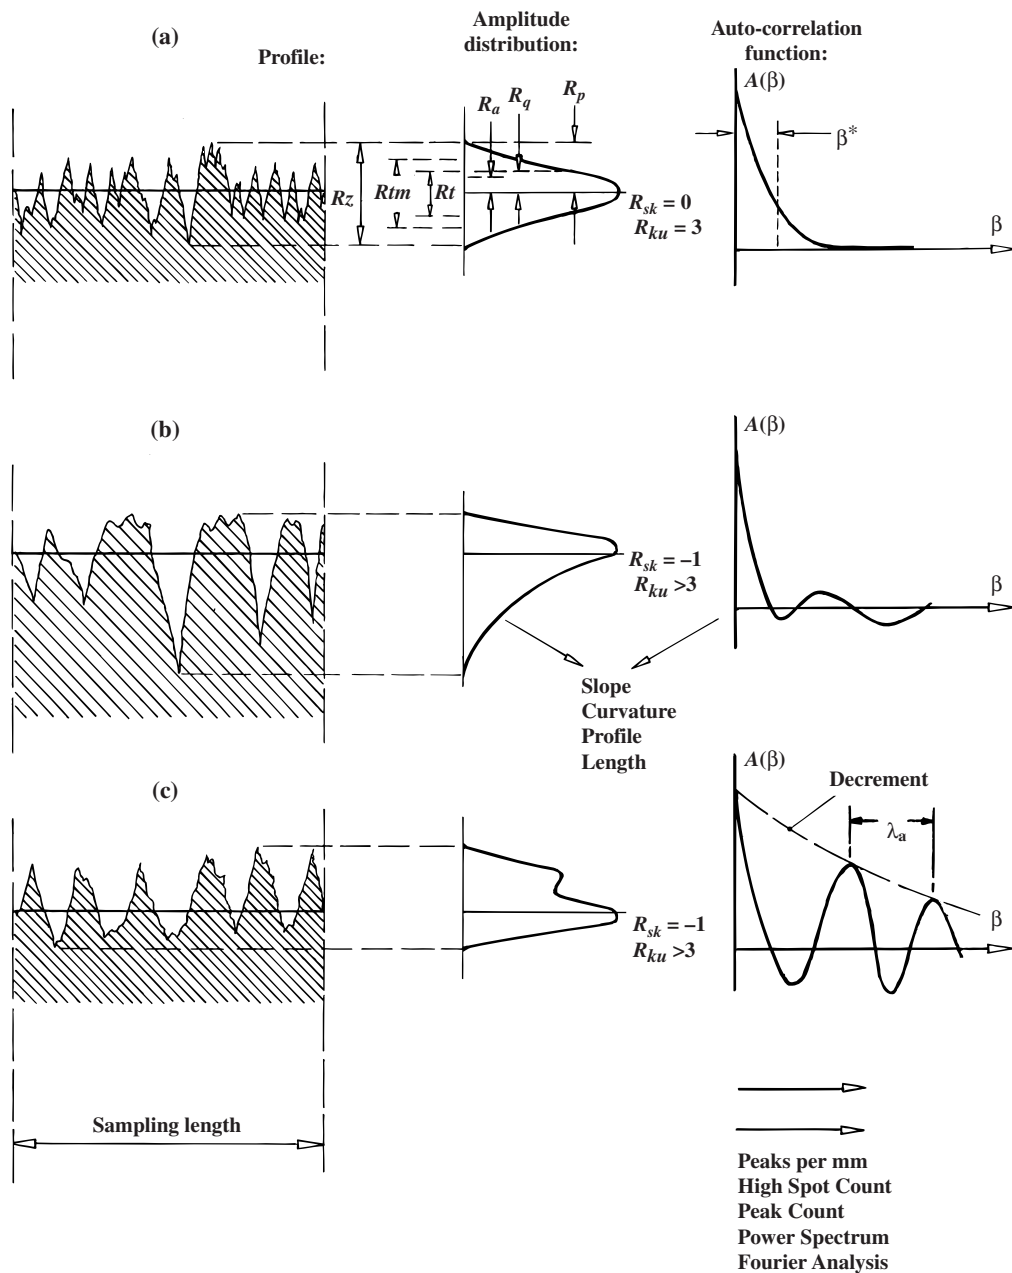 (a)
Profile:
Amplitude
distribution:
Auto-correlation
function:
Rz
Rtm
Rt
R_a
R_q
R_p
R_sk = 0
R_ku = 3
A(β)
β*
β
(b)
R_sk = –1
R_ku >3
Slope
Curvature
Profile
Length
A(β)
β
(c)
R_sk = –1
R_ku >3
A(β)
Decrement
λ_a
β
Sampling length
Peaks per mm
High Spot Count
Peak Count
Power Spectrum
Fourier Analysis